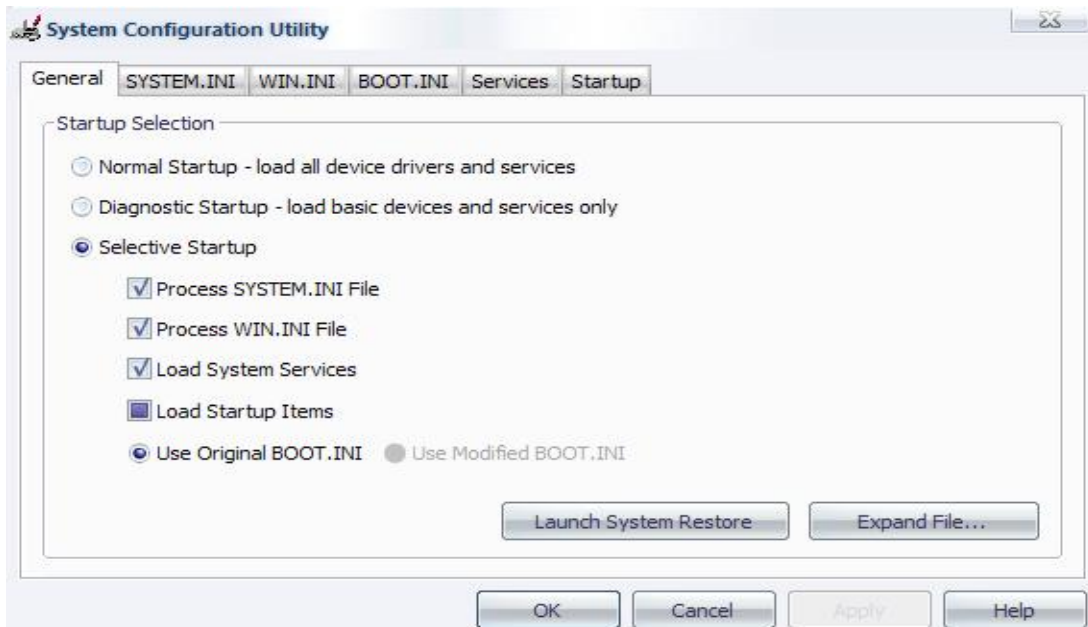 System Configuration Utility
General SYSTEM.INI WIN.INI BOOT.INI Services Startup
Startup Selection
Normal Startup - load all device drivers and services
Diagnostic Startup - load basic devices and services only
Selective Startup
Process SYSTEM.INI File
Process WIN.INI File
Load System Services
Load Startup Items
Use Original BOOT.INI Use Modified BOOT.INI
Launch System Restore Expand File...
OK Cancel Apply Help